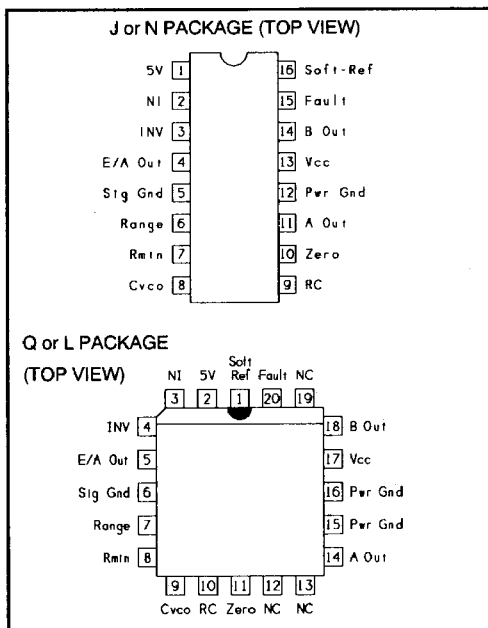 J or N PACKAGE (TOP VIEW)
5V 1 16 Soft-Ref
NI 2 15 Fault
INV 3 14 B Out
E/A Out 4 13 Vcc
Sig Gnd 5 12 Pwr Gnd
Range 6 11 A Out
Rmin 7 10 Zero
Cvco 8 9 RC
Q or L PACKAGE
(TOP VIEW)
NI 5V Soft Ref Fault NC
3 2 1 20 19
INV 4 18 B Out
E/A Out 5 17 Vcc
Sig Gnd 6 16 Pwr Gnd
Range 7 15 Pwr Gnd
Rmin 8 14 A Out
9 10 11 12 13
Cvco RC Zero NC NC